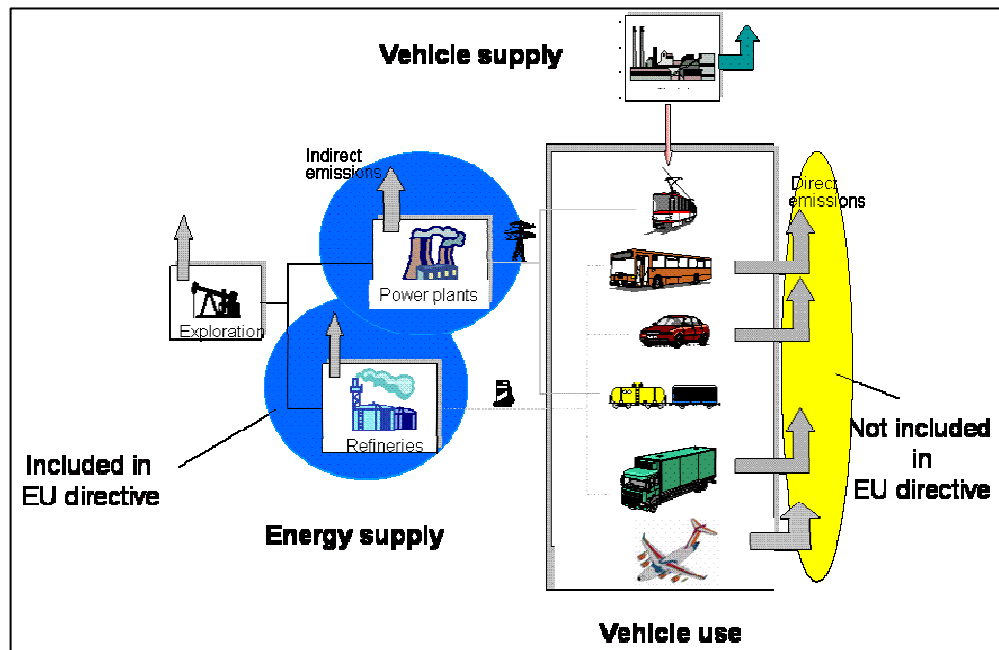 Vehicle supply
Indirect
emissions
Direct
emissions
Power plants
Exploration
Refineries
Included in
EU directive
Not included
in
EU directive
Energy supply
Vehicle use